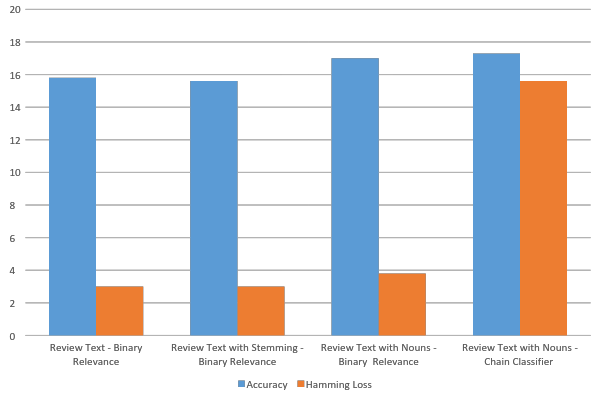 20
18
16
14
12
10
8
6
4
2
0
Review Text - Binary
Relevance
Review Text with Stemming -
Binary Relevance
Review Text with Nouns -
Binary Relevance
Review Text with Nouns -
Chain Classifier
Accuracy
Hamming Loss